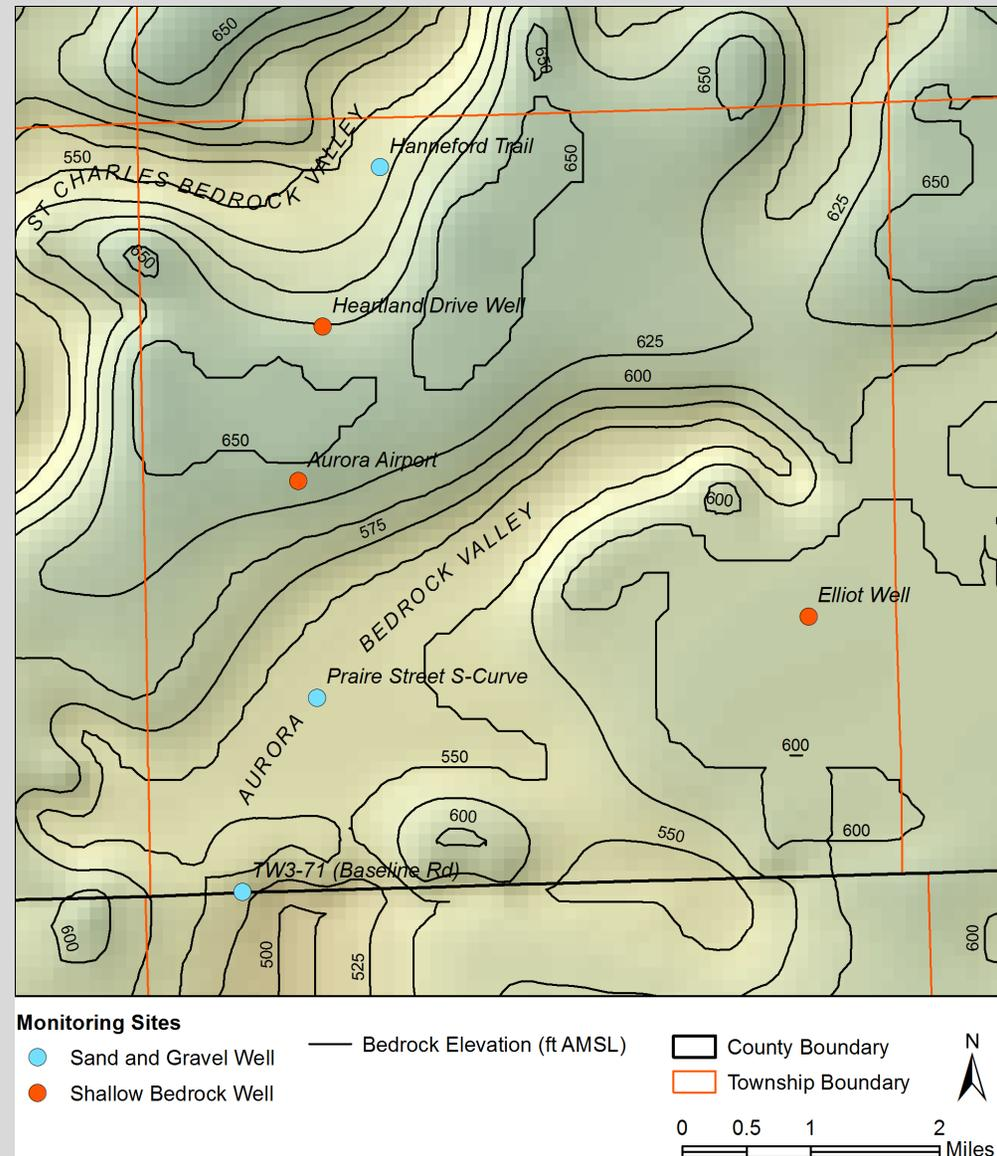 650
650
650
Hanneford Trail
550
ST CHARLES BEDROCK VALLEY
650
650
625
650
Heartland Drive Well
625
600
650
Aurora Airport
600
575
BEDROCK VALLEY
Elliot Well
Praire Street S-Curve
AURORA
600
550
600
550
600
TW3-71 (Baseline Rd)
600
500
525
600
Monitoring Sites
Sand and Gravel Well
Shallow Bedrock Well
Bedrock Elevation (ft AMSL)
County Boundary
Township Boundary
N
0 0.5 1 2
Miles